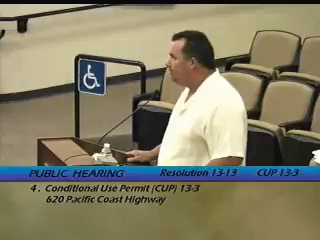 PUBLIC HEARING Resolution 13-13 CUP 13-3
4. Conditional Use Permit (CUP) 13-3
620 Pacific Coast Highway